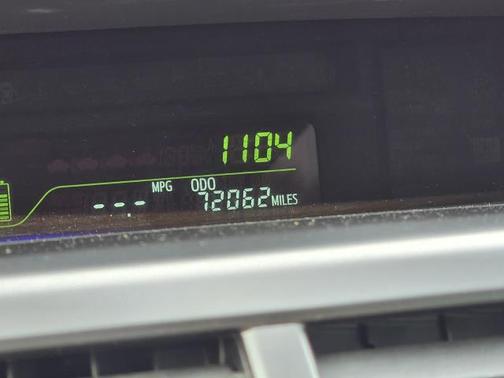 1104
MPG ODO
--.- 72062 MILES